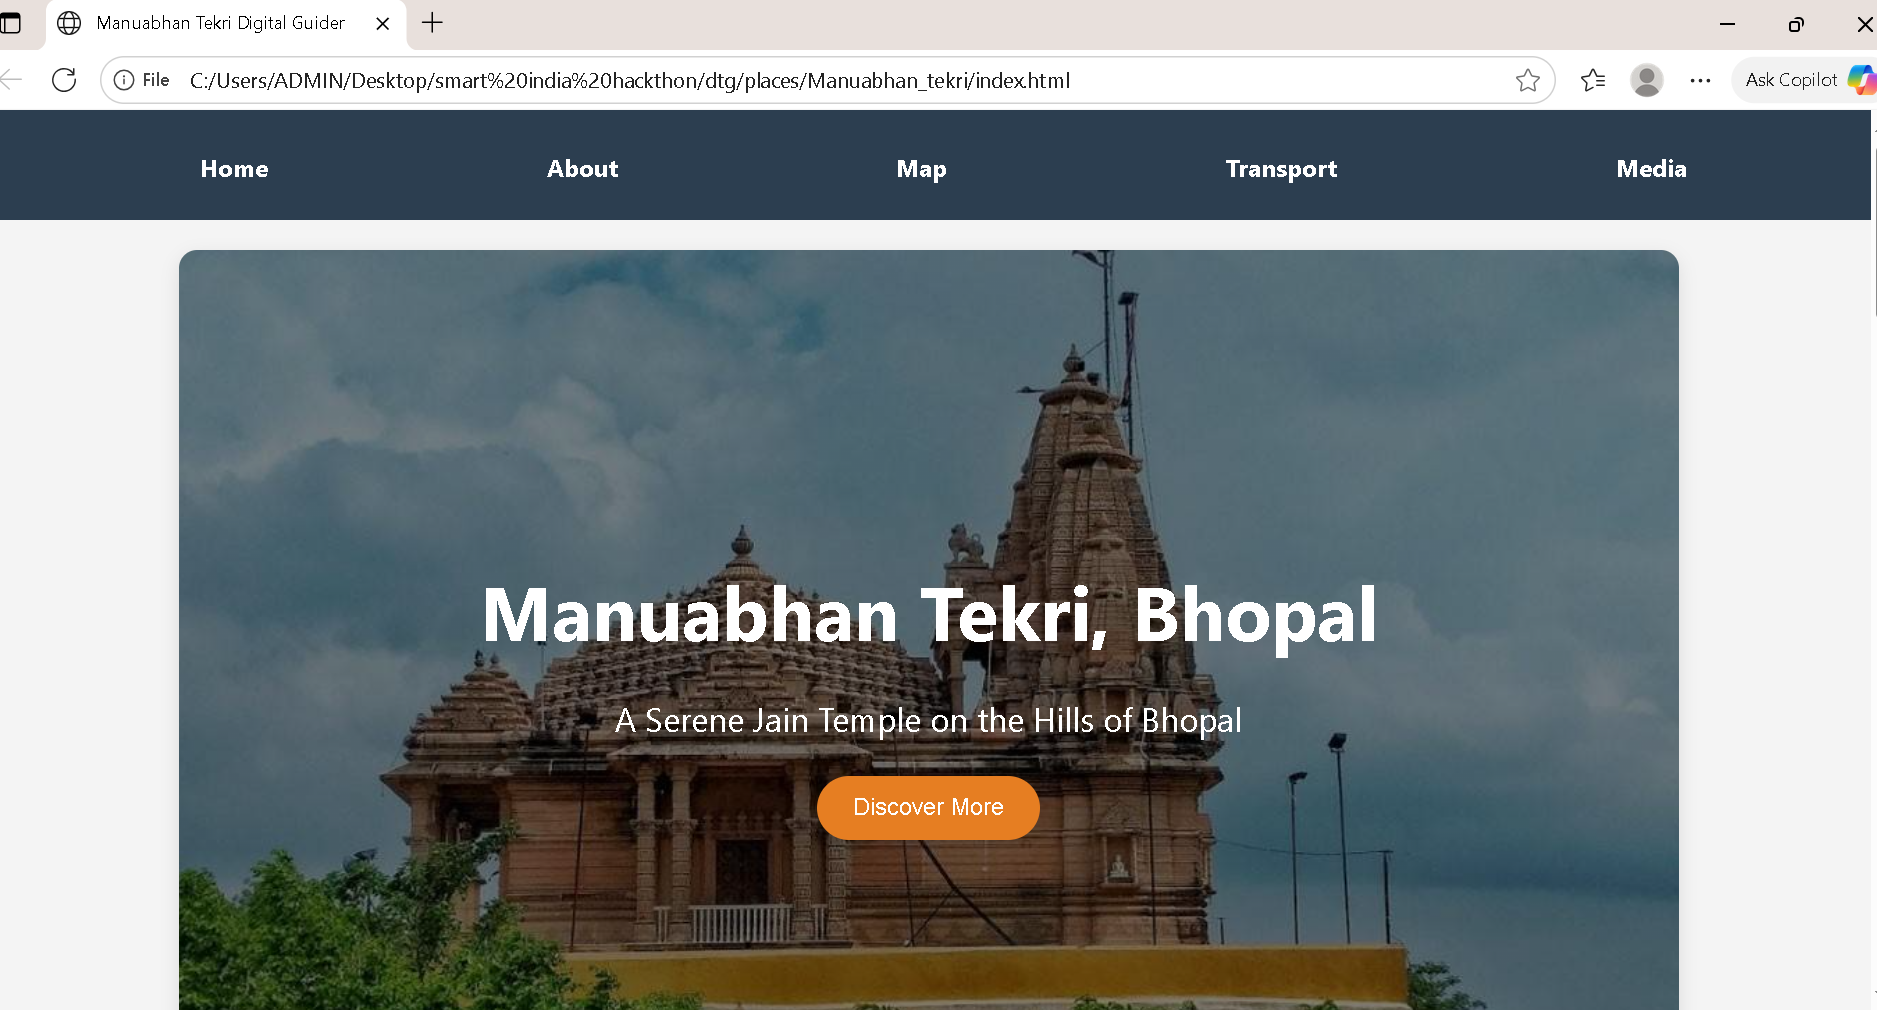 Manuabhan Tekri Digital Guider
File C:/Users/ADMIN/Desktop/smart%20india%20hackthon/dtg/places/Manuabhan_tekri/index.html
Ask Copilot
Home About Map Transport Media
Manuabhan Tekri, Bhopal
A Serene Jain Temple on the Hills of Bhopal
Discover More